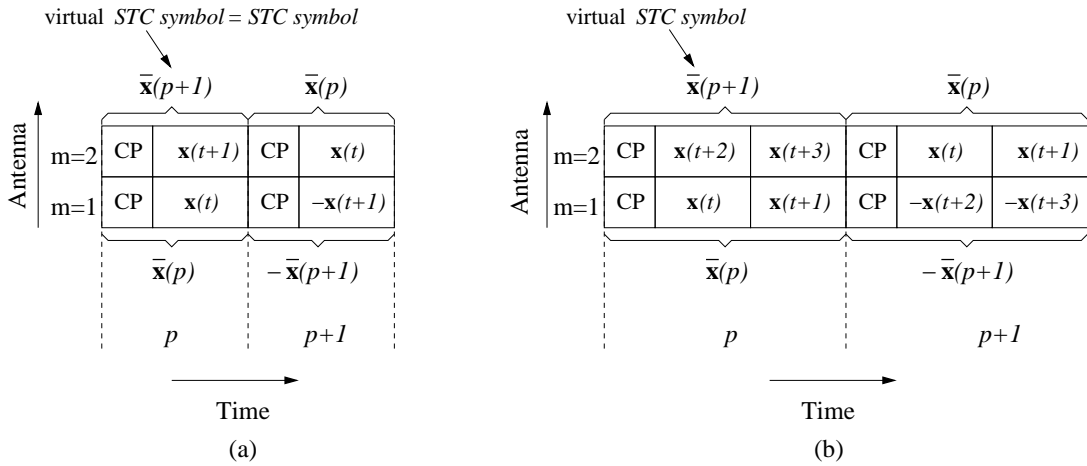 virtual STC symbol = STC symbol
x̄(p+1) x̄(p)
m=2 CP x(t+1) CP x(t)
m=1 CP x(t) CP −x(t+1)
Antenna
x̄(p) − x̄(p+1)
p p+1
Time
(a)
virtual STC symbol
x̄(p+1) x̄(p)
m=2 CP x(t+2) x(t+3) CP x(t) x(t+1)
m=1 CP x(t) x(t+1) CP −x(t+2) −x(t+3)
Antenna
x̄(p) − x̄(p+1)
p p+1
Time
(b)